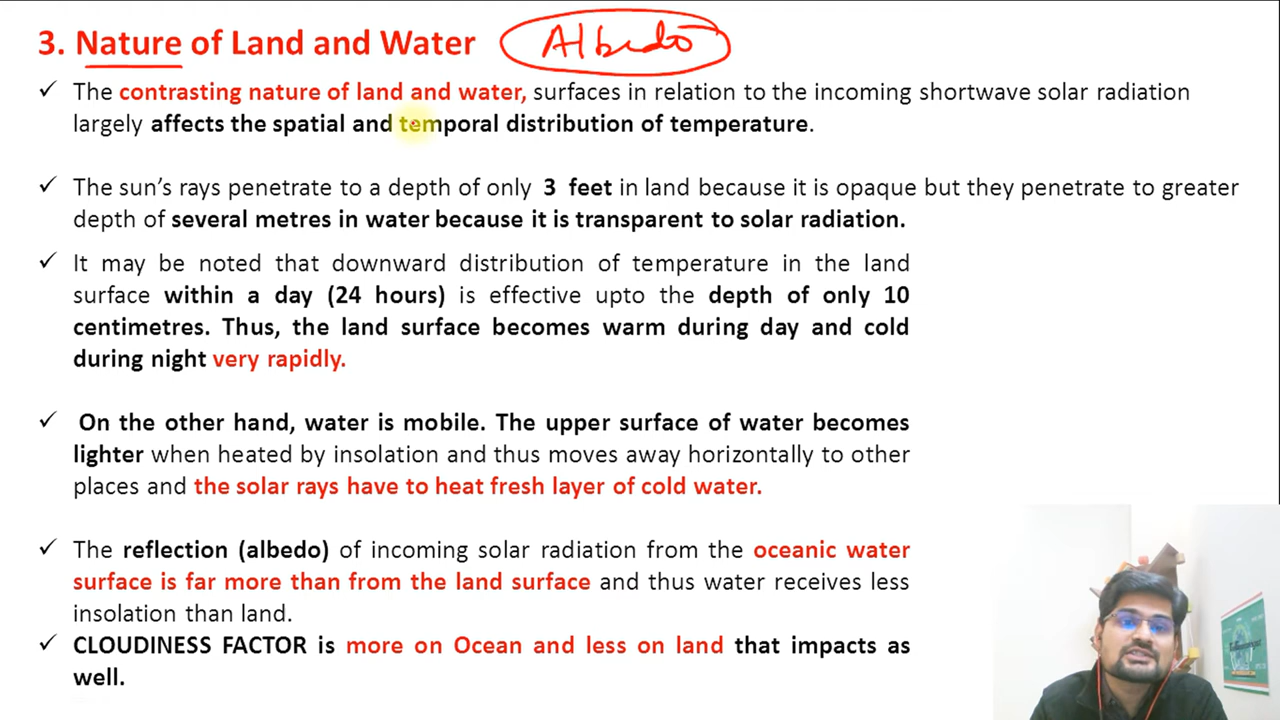 3. Nature of Land and Water Albedo
✓ The contrasting nature of land and water, surfaces in relation to the incoming shortwave solar radiation
largely affects the spatial and temporal distribution of temperature.
✓ The sun's rays penetrate to a depth of only 3 feet in land because it is opaque but they penetrate to greater
depth of several metres in water because it is transparent to solar radiation.
✓ It may be noted that downward distribution of temperature in the land
surface within a day (24 hours) is effective upto the depth of only 10
centimetres. Thus, the land surface becomes warm during day and cold
during night very rapidly.
✓ On the other hand, water is mobile. The upper surface of water becomes
lighter when heated by insolation and thus moves away horizontally to other
places and the solar rays have to heat fresh layer of cold water.
✓ The reflection (albedo) of incoming solar radiation from the oceanic water
surface is far more than from the land surface and thus water receives less
insolation than land.
✓ CLOUDINESS FACTOR is more on Ocean and less on land that impacts as
well.